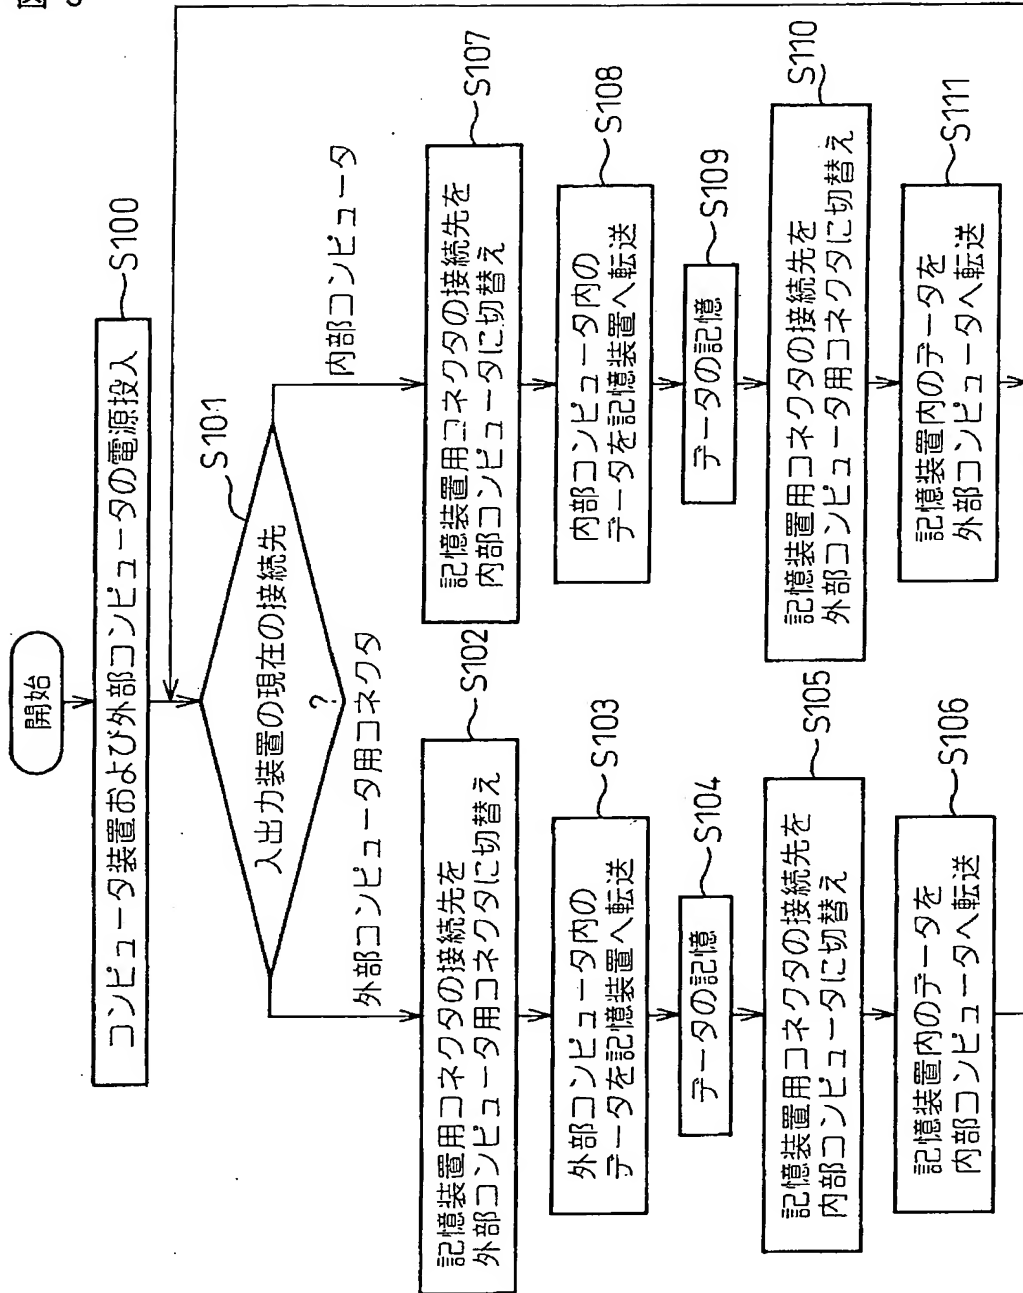 開始
コンピュータ装置および外部コンピュータの電源投入
S100
入出力装置の現在の接続先
?
S101
外部コンピュータ用コネクタ
内部コンピュータ
記憶装置用コネクタの接続先を
外部コンピュータ用コネクタに切替え
S102
外部コンピュータ内の
データを記憶装置へ転送
S103
データの記憶
S104
記憶装置用コネクタの接続先を
内部コンピュータに切替え
S105
記憶装置内のデータを
内部コンピュータへ転送
S106
記憶装置用コネクタの接続先を
内部コンピュータに切替え
S107
内部コンピュータ内の
データを記憶装置へ転送
S108
データの記憶
S109
記憶装置用コネクタの接続先を
外部コンピュータ用コネクタに切替え
S110
記憶装置内のデータを
外部コンピュータへ転送
S111